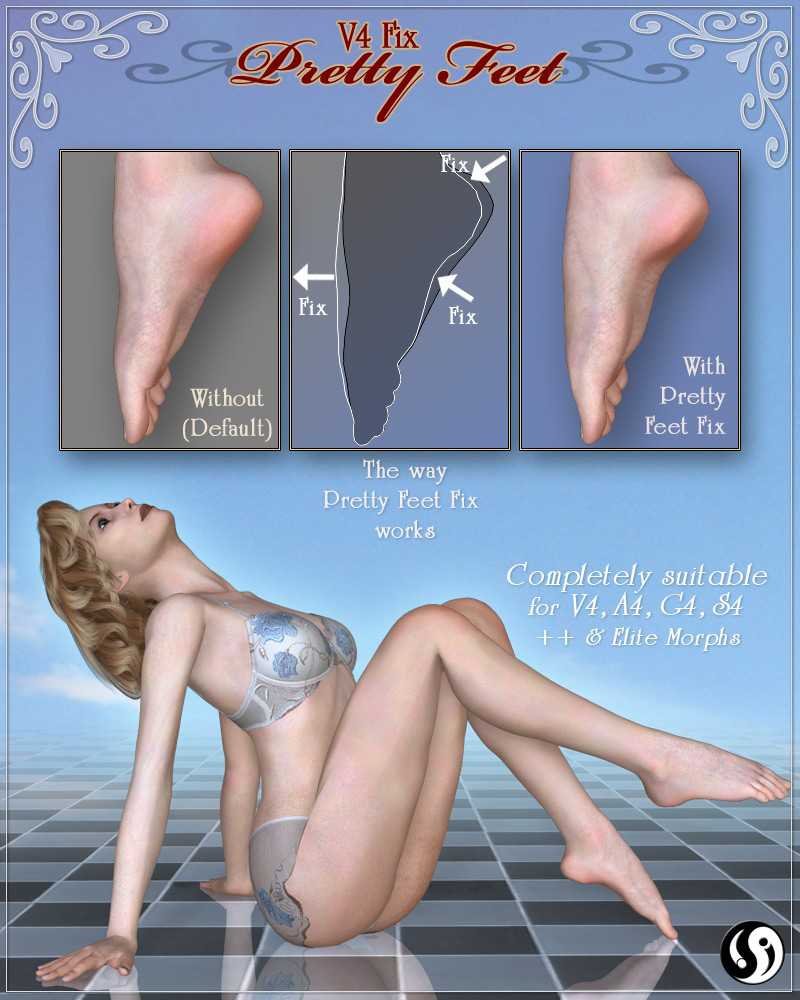 V4 Fix
Pretty Feet
Fix
Fix
Fix
Without
(Default)
With
Pretty
Feet Fix
The way
Pretty Feet Fix
works
Completely suitable
for V4, A4, G4, S4
++ & Elite Morphs